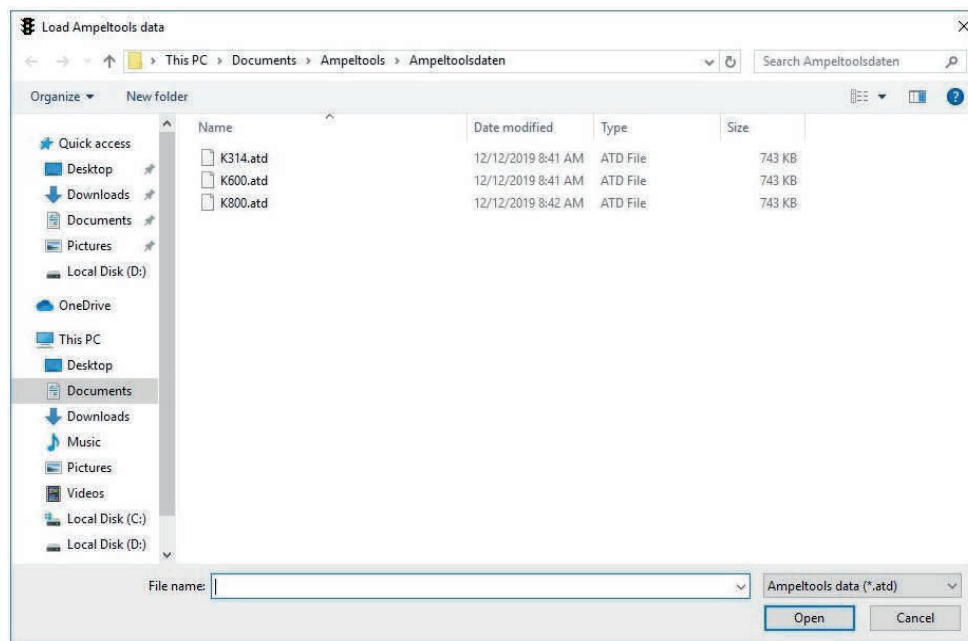 Load Ampeltools data
This PC > Documents > Ampeltools > Ampeltoolsdaten
Search Ampeltoolsdaten
Organize
New folder
Name Date modified Type Size
K314.atd 12/12/2019 8:41 AM ATD File 743 KB
K600.atd 12/12/2019 8:41 AM ATD File 743 KB
K800.atd 12/12/2019 8:42 AM ATD File 743 KB
Quick access
Desktop
Downloads
Documents
Pictures
Local Disk (D:)
OneDrive
This PC
Desktop
Documents
Downloads
Music
Pictures
Videos
Local Disk (C:)
Local Disk (D:)
File name:
Ampeltools data (*.atd)
Open
Cancel